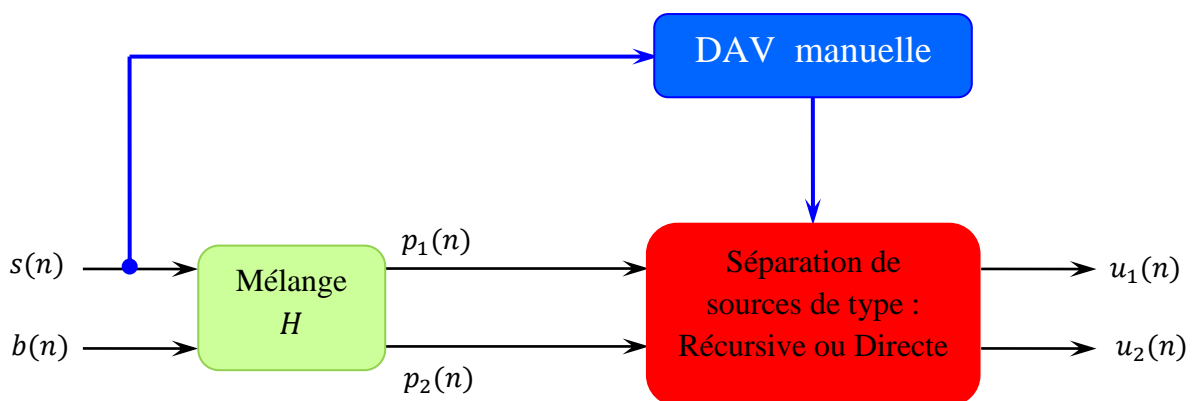 DAV manuelle
s(n)
b(n)
Mélange
H
p₁(n)
p₂(n)
Séparation de
sources de type :
Récursive ou Directe
u₁(n)
u₂(n)